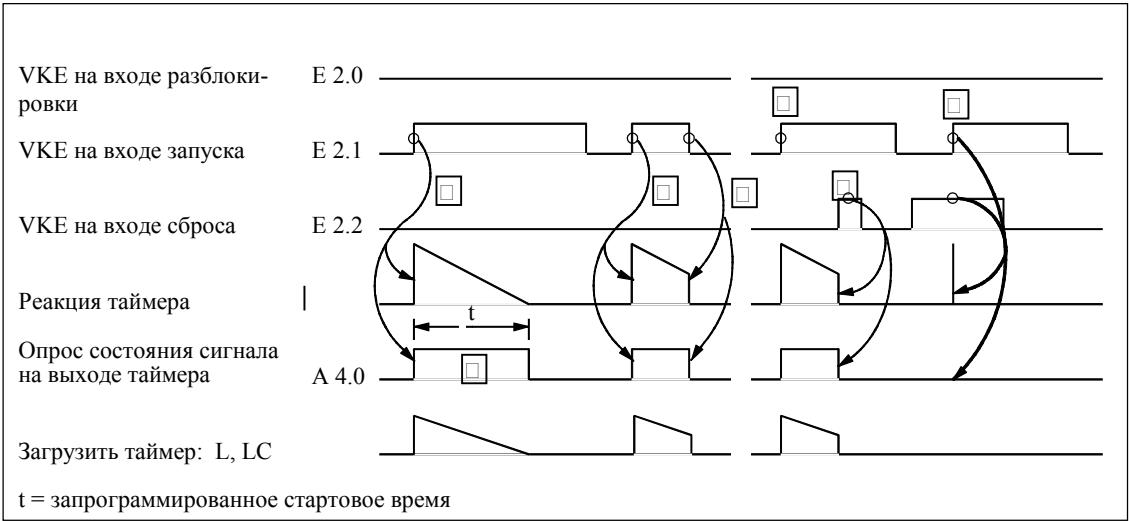 VKE на входе разблоки-
ровки
E 2.0
VKE на входе запуска E 2.1
VKE на входе сброса E 2.2
Реакция таймера
t
Опрос состояния сигнала
на выходе таймера A 4.0
Загрузить таймер: L, LC
t = запрограммированное стартовое время